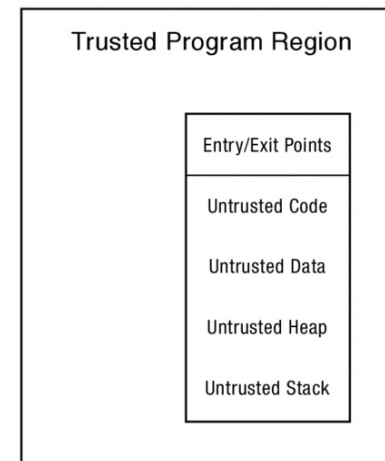 Trusted Program Region
Entry/Exit Points
Untrusted Code
Untrusted Data
Untrusted Heap
Untrusted Stack